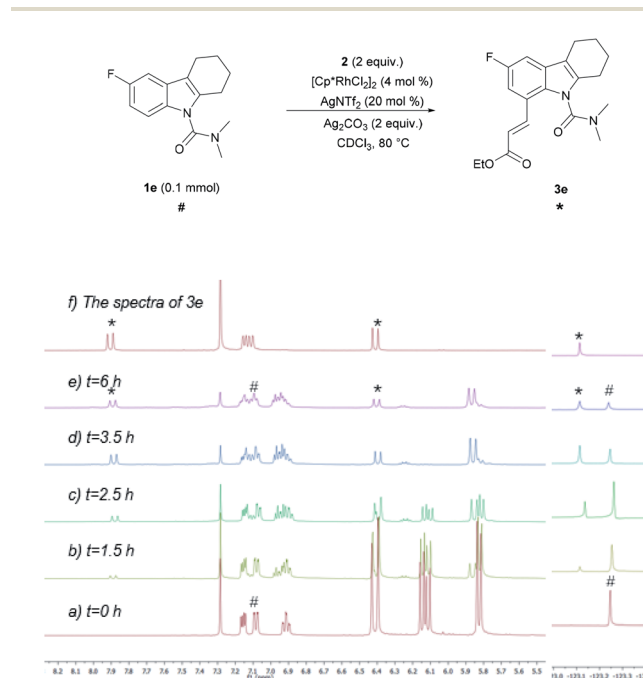 2 (2 equiv.)
[Cp*RhCl2]2 (4 mol %)
AgNTf2 (20 mol %)
Ag2CO3 (2 equiv.)
CDCl3, 80 °C
F
N
O
N
1e (0.1 mmol)
#
F
N
O
N
EtO
O
3e
*
f) The spectra of 3e
*
*
*
e) t=6 h
*
#
*
*
#
d) t=3.5 h
c) t=2.5 h
b) t=1.5 h
a) t=0 h
#
#
8.2 8.1 8.0 7.9 7.8 7.7 7.6 7.5 7.4 7.3 7.2 7.1 7.0 6.9 6.8 6.7 6.6 6.5 6.4 6.3 6.2 6.1 6.0 5.9 5.8 5.7 5.6 5.5